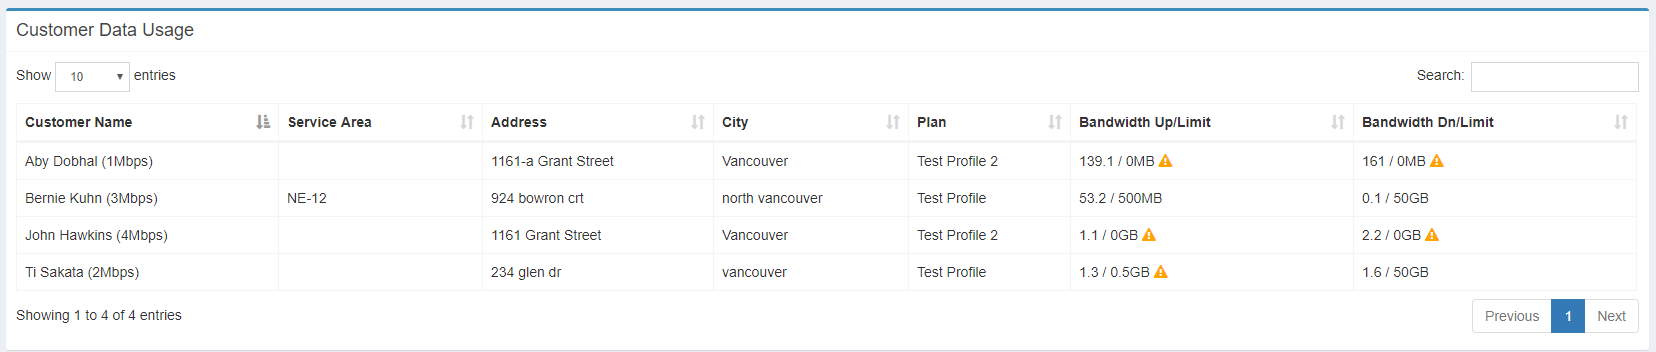 Customer Data Usage
Show 10 entries Search:
Customer Name Service Area Address City Plan Bandwidth Up/Limit Bandwidth Dn/Limit
Aby Dobhal (1Mbps) 1161-a Grant Street Vancouver Test Profile 2 139.1 / 0MB 161 / 0MB
Bernie Kuhn (3Mbps) NE-12 924 bowron crt north vancouver Test Profile 53.2 / 500MB 0.1 / 50GB
John Hawkins (4Mbps) 1161 Grant Street Vancouver Test Profile 2 1.1 / 0GB 2.2 / 0GB
Ti Sakata (2Mbps) 234 glen dr vancouver Test Profile 1.3 / 0.5GB 1.6 / 50GB
Showing 1 to 4 of 4 entries Previous 1 Next